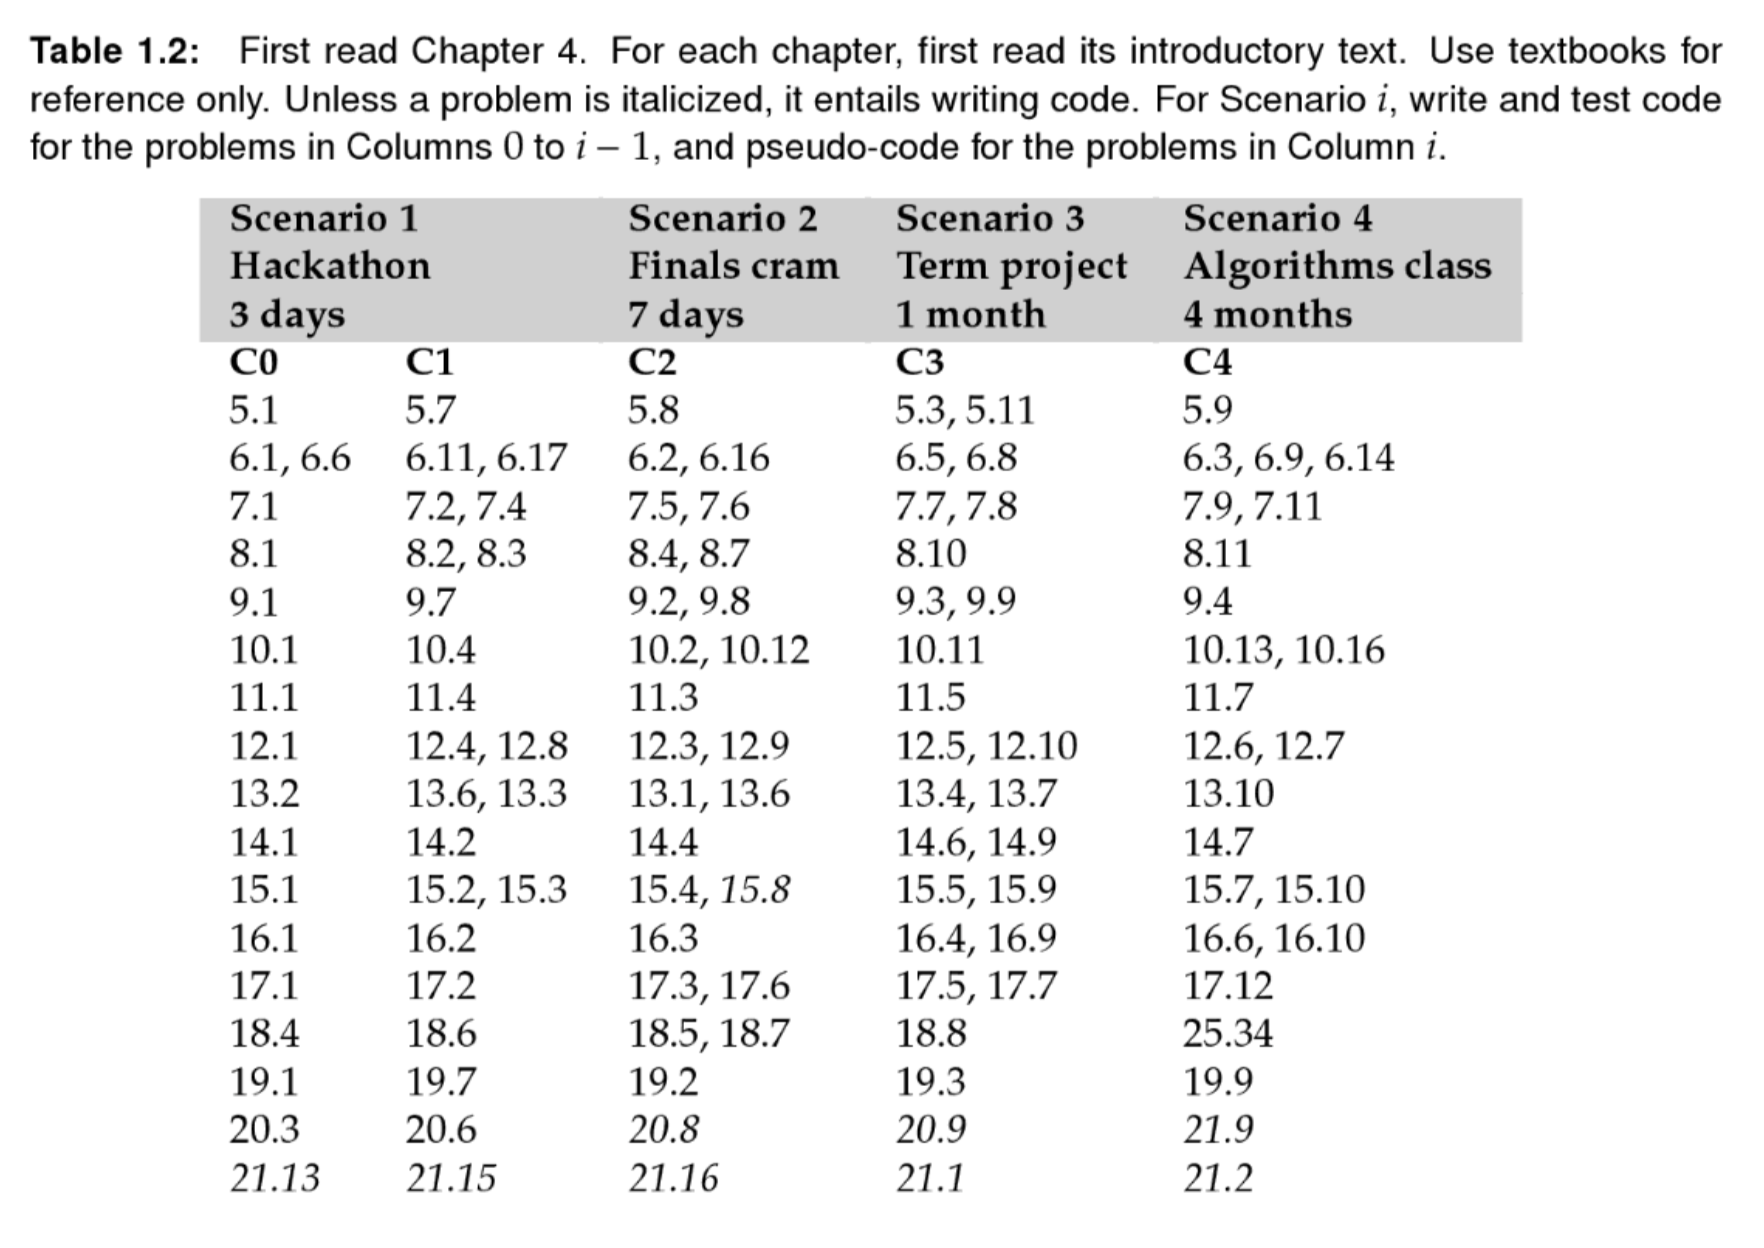 Table 1.2: First read Chapter 4. For each chapter, first read its introductory text. Use textbooks for
reference only. Unless a problem is italicized, it entails writing code. For Scenario i, write and test code
for the problems in Columns 0 to i – 1, and pseudo-code for the problems in Column i.
Scenario 1 Scenario 2 Scenario 3 Scenario 4
Hackathon Finals cram Term project Algorithms class
3 days 7 days 1 month 4 months
C0 C1 C2 C3 C4
5.1 5.7 5.8 5.3, 5.11 5.9
6.1, 6.6 6.11, 6.17 6.2, 6.16 6.5, 6.8 6.3, 6.9, 6.14
7.1 7.2, 7.4 7.5, 7.6 7.7, 7.8 7.9, 7.11
8.1 8.2, 8.3 8.4, 8.7 8.10 8.11
9.1 9.7 9.2, 9.8 9.3, 9.9 9.4
10.1 10.4 10.2, 10.12 10.11 10.13, 10.16
11.1 11.4 11.3 11.5 11.7
12.1 12.4, 12.8 12.3, 12.9 12.5, 12.10 12.6, 12.7
13.2 13.6, 13.3 13.1, 13.6 13.4, 13.7 13.10
14.1 14.2 14.4 14.6, 14.9 14.7
15.1 15.2, 15.3 15.4, 15.8 15.5, 15.9 15.7, 15.10
16.1 16.2 16.3 16.4, 16.9 16.6, 16.10
17.1 17.2 17.3, 17.6 17.5, 17.7 17.12
18.4 18.6 18.5, 18.7 18.8 25.34
19.1 19.7 19.2 19.3 19.9
20.3 20.6 20.8 20.9 21.9
21.13 21.15 21.16 21.1 21.2